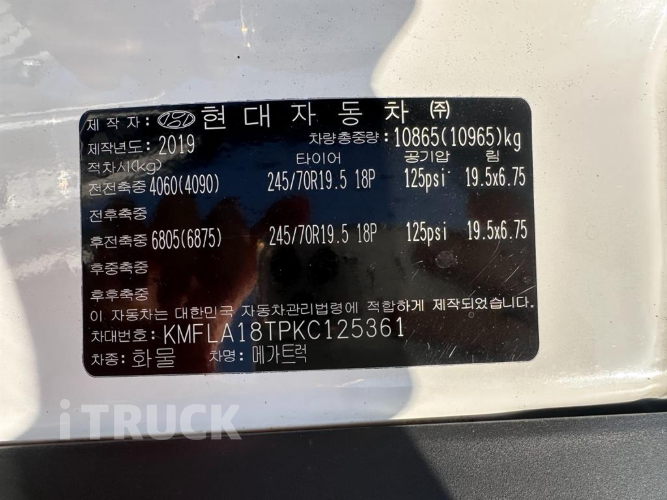 제 작 자: 현대자동차 ㈜
제작년도: 2019 차량총중량: 10865(10965)kg
적차시(kg) 타이어 공기압 림
전전축중 4060(4090) 245/70R19.5 18P 125psi 19.5x6.75
전후축중
후전축중 6805(6875) 245/70R19.5 18P 125psi 19.5x6.75
후중축중
후후축중
이 자동차는 대한민국 자동차관리법령에 적합하게 제작되었습니다.
차대번호: KMFLA18TPKC125361
차종: 화물 차명: 메가트럭
iTRUCK